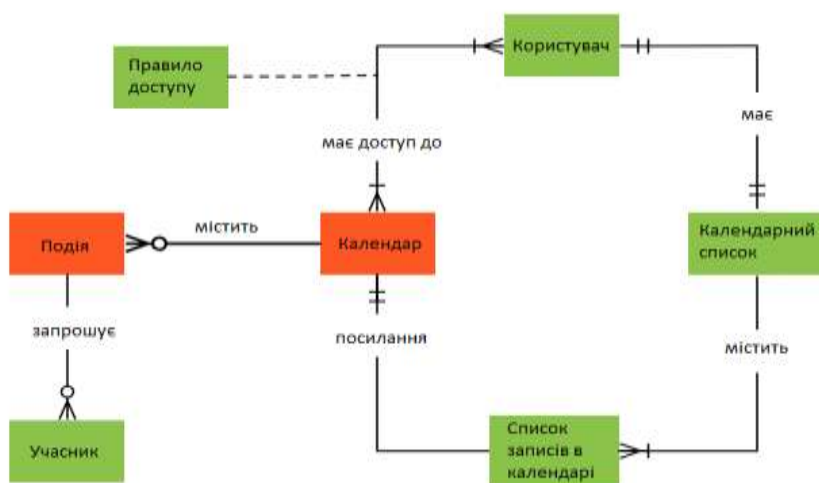 Правило
доступу
Користувач
має
має доступ до
Подія
містить
Календар
Календарний
список
запрошує
посилання
містить
Учасник
Список
записів в
календарі